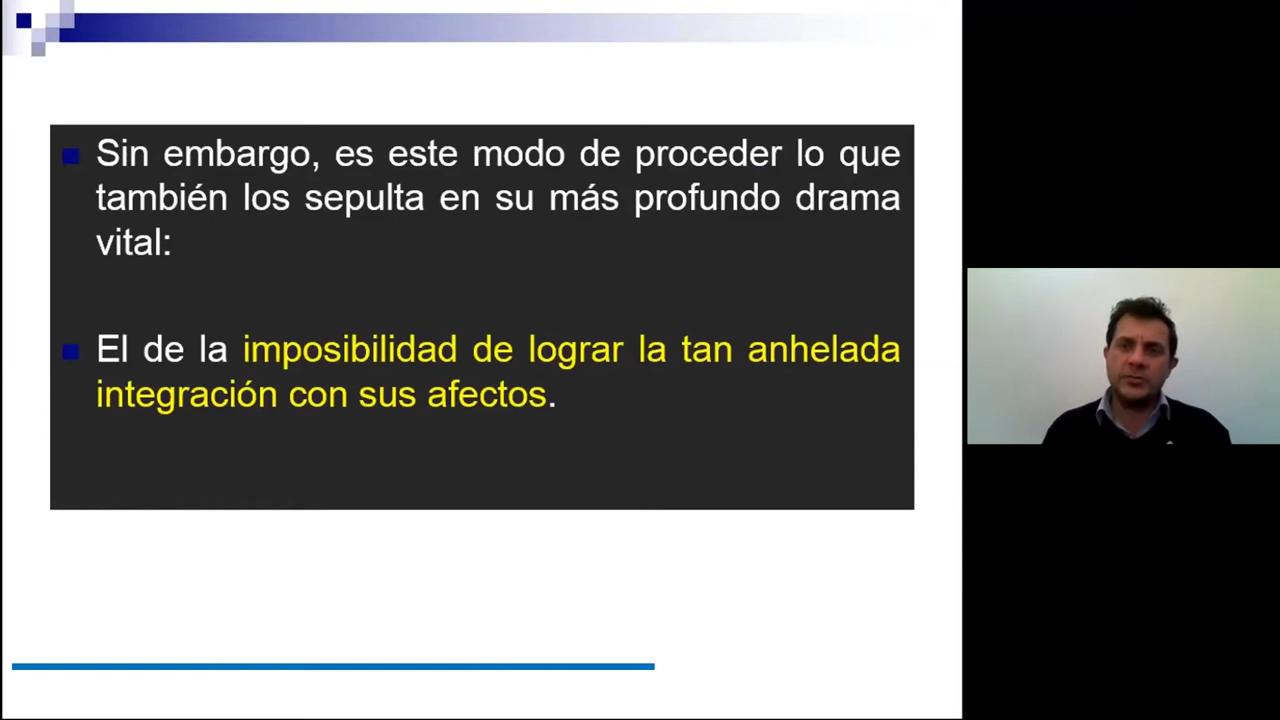 Sin embargo, es este modo de proceder lo que
también los sepulta en su más profundo drama
vital:
El de la imposibilidad de lograr la tan anhelada
integración con sus afectos.